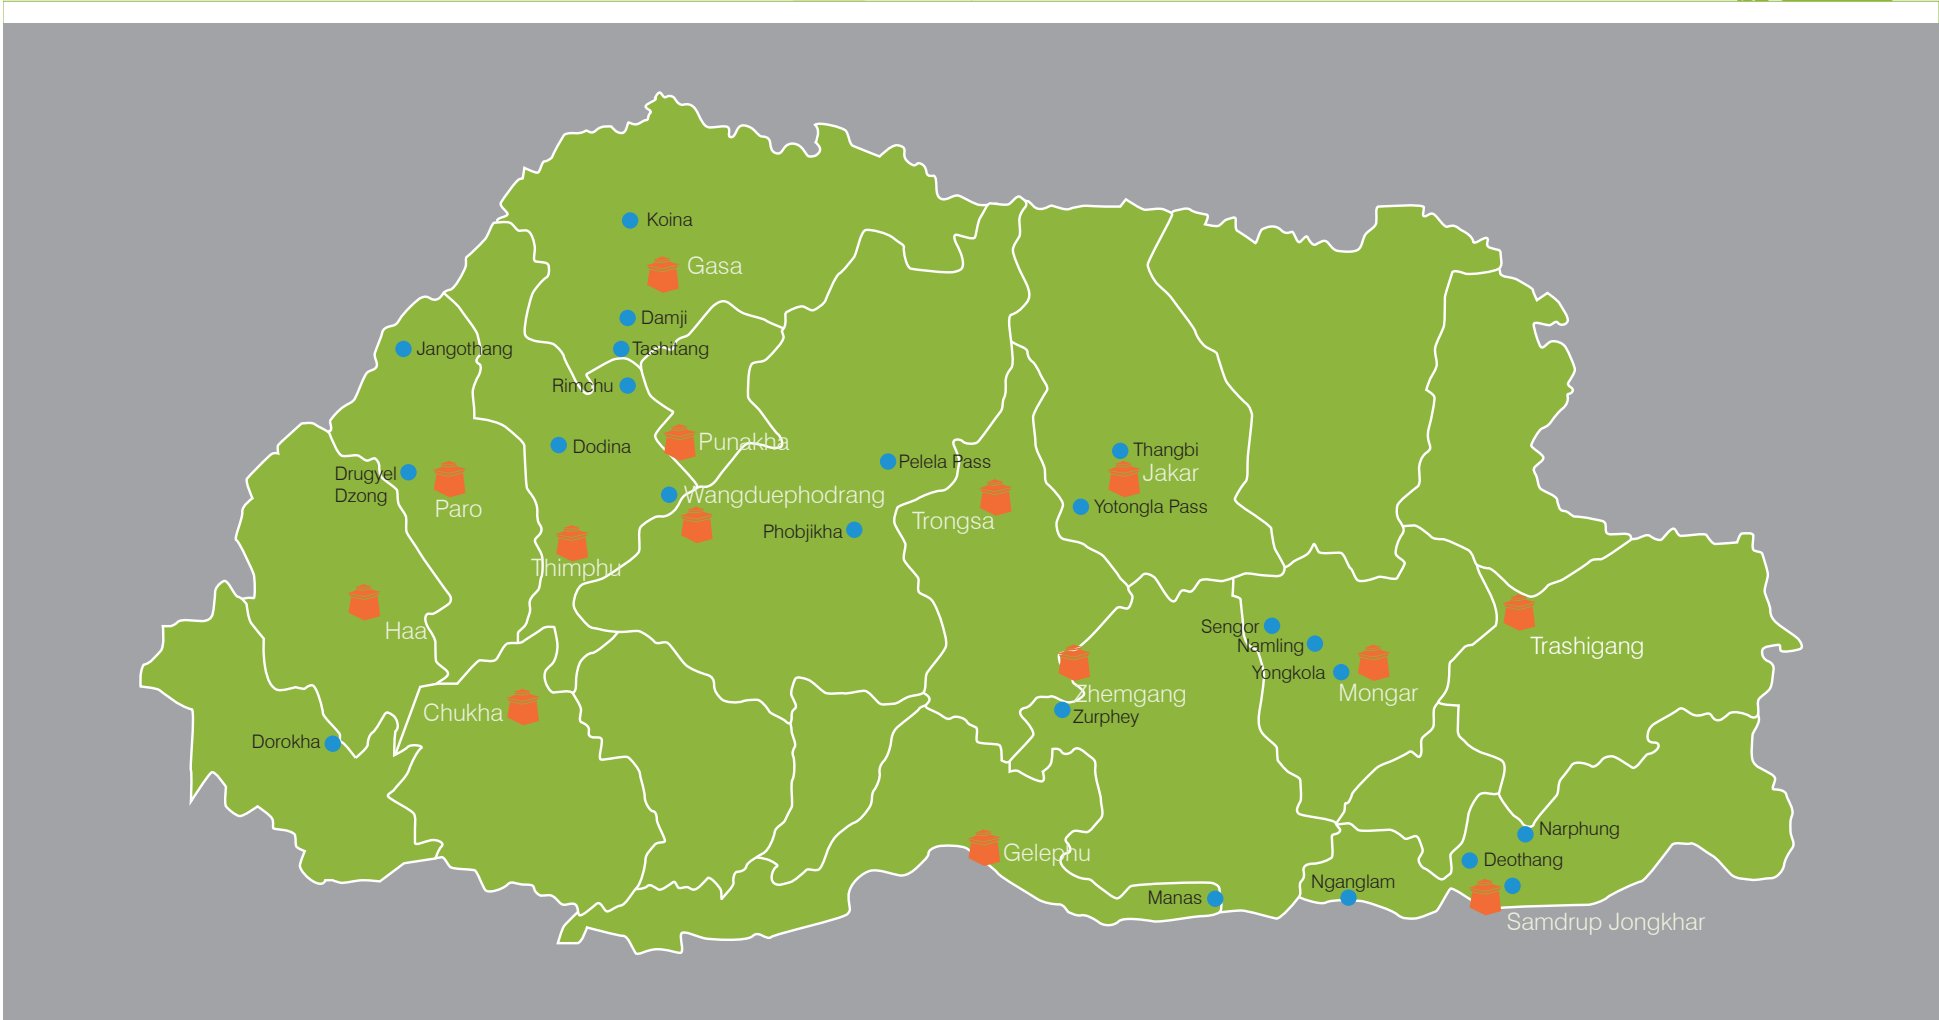 Koina
Gasa
Damji
Jangothang
Tashitang
Rimchu
Punakha
Dodina
Thangbi
Pelela Pass
Drugyel
Dzong
Jakar
Wangduephodrang
Paro
Yotongla Pass
Trongsa
Phobjikha
Thimphu
Haa
Sengor
Namling
Trashigang
Yongkola
Zhemgang
Mongar
Chukha
Zurphey
Dorokha
Narphung
Gelephu
Deothang
Nganglam
Manas
Samdrup Jongkhar